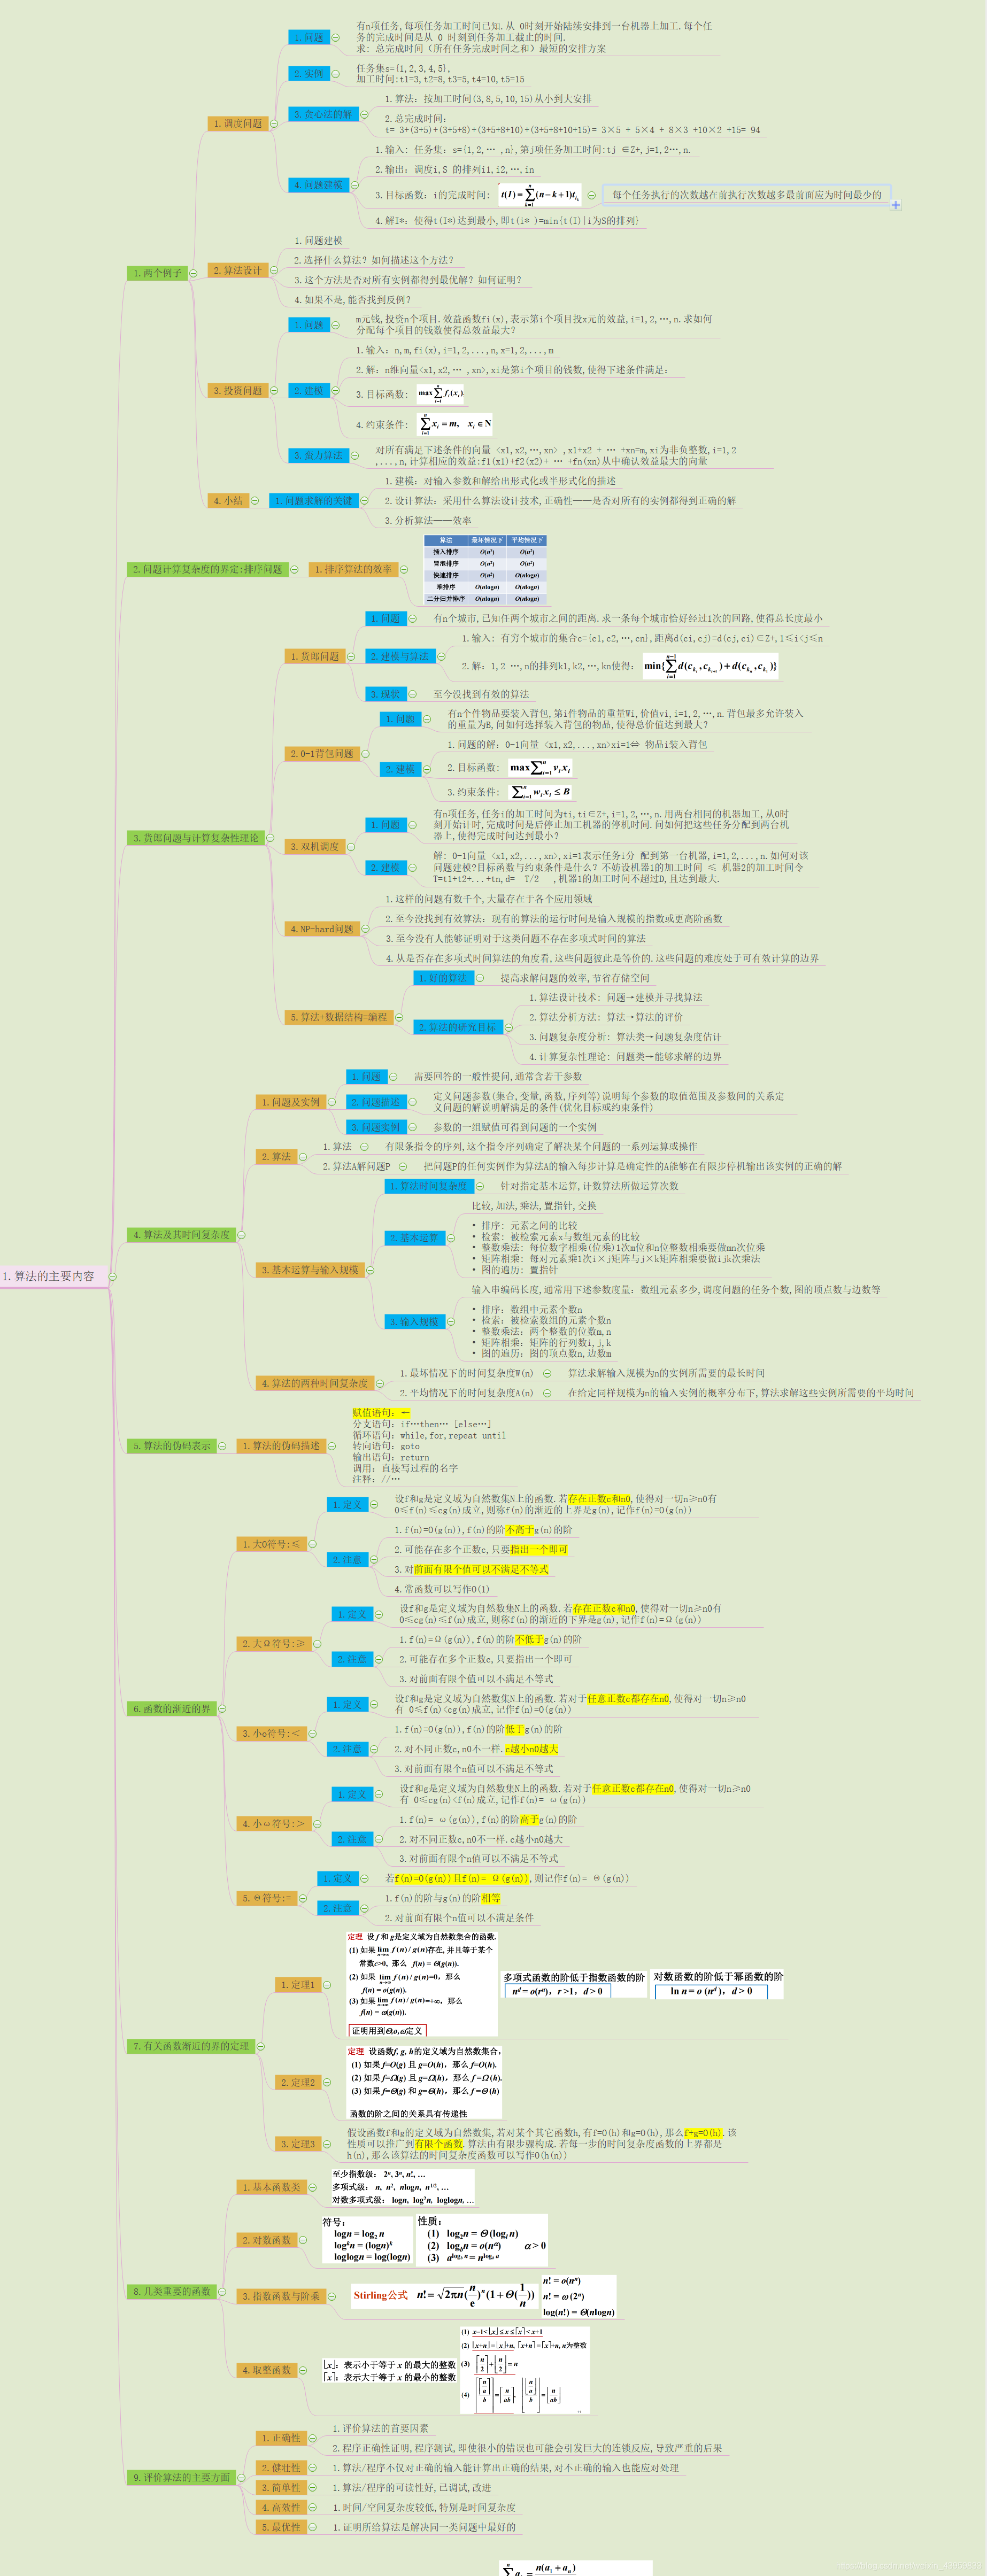 1.算法的主要内容
1.两个例子
1.调度问题
1.问题
有n项任务,每项任务加工时间已知.从 0时刻开始陆续安排到一台机器上加工.每个任
务的完成时间是从 0 时刻到任务加工截止的时间.
求: 总完成时间（所有任务完成时间之和）最短的安排方案
2.实例
任务集s={1,2,3,4,5},
加工时间:t1=3,t2=8,t3=5,t4=10,t5=15
3.贪心法的解
1.算法: 按加工时间(3,8,5,10,15)从小到大安排
2.总完成时间:
t= 3+(3+5)+(3+5+8)+(3+5+8+10)+(3+5+8+10+15)= 3×5 + 5×4 + 8×3 +10×2 +15= 94
4.问题建模
1.输入: 任务集: s={1,2,… ,n},第j项任务加工时间:tj ∈Z+,j=1,2…,n.
2.输出: 调度i,S 的排列i1,i2,…,in
3.目标函数: i的完成时间: t(I)=∑(n-k+1)t_{i_k} k=1 n
每个任务执行的次数越在前执行次数越多最前面应为时间最少的
4.解I*: 使得t(I*)达到最小,即t(i* )=min{t(I)|i为S的排列}
2.算法设计
1.问题建模
2.选择什么算法? 如何描述这个方法?
3.这个方法是否对所有实例都得到最优解? 如何证明?
4.如果不是,能否找到反例?
3.投资问题
1.问题
m元钱,投资n个项目.效益函数fi(x),表示第i个项目投x元的效益,i=1,2,…,n.求如何
分配每个项目的钱数使得总效益最大?
2.建模
1.输入: n,m,fi(x),i=1,2,...,n,x=1,2,...,m
2.解: n维向量<x1,x2,… ,xn>,xi是第i个项目的钱数,使得下述条件满足:
3.目标函数: max∑f_i(x_i) i=1 n
4.约束条件: ∑x_i = m, x_i ∈ N i=1 n
3.蛮力算法
对所有满足下述条件的向量 <x1,x2,…,xn> ,x1+x2 + … +xn=m,xi为非负整数,i=1,2
,...,n,计算相应的效益:f1(x1)+f2(x2)+ … +fn(xn)从中确认效益最大的向量
4.小结
1.问题求解的关键
1.建模: 对输入参数和解给出形式化或半形式化的描述
2.设计算法: 采用什么算法设计技术,正确性——是否对所有的实例都得到正确的解
3.分析算法——效率
2.问题计算复杂度的界定:排序问题
1.排序算法的效率
算法 最坏情况下 平均情况下
插入排序 O(n²) O(n²)
冒泡排序 O(n²) O(n²)
快速排序 O(n²) O(nlogn)
堆排序 O(nlogn) O(nlogn)
二分归并排序 O(nlogn) O(nlogn)
3.货郎问题与计算复杂性理论
1.货郎问题
1.问题
有n个城市,已知任两个城市之间的距离.求一条每个城市恰好经过1次的回路,使得总长度最小
2.建模与算法
1.输入: 有穷个城市的集合c={c1,c2,…,cn},距离d(ci,cj)=d(cj,ci)∈Z+,1≤i<j≤n
2.解: 1,2 …,n的排列k1,k2,…,kn使得: min{∑d(c_{k_i},c_{k_{i+1}})+d(c_{k_n},c_{k_1})} i=1 n-1
3.现状
至今没找到有效的算法
2.0-1背包问题
1.问题
有n个件物品要装入背包,第i件物品的重量Wi,价值vi,i=1,2,…,n.背包最多允许装入
的重量为B,问如何选择装入背包的物品,使得总价值达到最大?
2.建模
1.问题的解: 0-1向量 <x1,x2,...,xn>xi=1⇔ 物品i装入背包
2.目标函数: max∑v_i x_i i=1 n
3.约束条件: ∑w_i x_i ≤ B i=1 n
3.双机调度
1.问题
有n项任务,任务i的加工时间为ti,ti∈Z+,i=1,2,…,n.用两台相同的机器加工,从0时
刻开始计时,完成时间是后停止加工机器的停机时间.问如何把这些任务分配到两台机
器上,使得完成时间达到最小?
2.建模
解: 0-1向量 <x1,x2,...,xn>,xi=1表示任务i分 配到第一台机器,i=1,2,...,n.如何对该
问题建模?目标函数与约束条件是什么? 不妨设机器1的加工时间 ≤ 机器2的加工时间令
T=t1+t2+...+tn,d= T/2 ,机器1的加工时间不超过D,且达到最大.
4.NP-hard问题
1.这样的问题有数千个,大量存在于各个应用领域
2.至今没找到有效算法: 现有的算法的运行时间是输入规模的指数或更高阶函数
3.至今没有人能够证明对于这类问题不存在多项式时间的算法
4.从是否存在多项式时间算法的角度看,这些问题彼此是等价的.这些问题的难度处于可有效计算的边界
5.算法+数据结构=编程
1.好的算法
提高求解问题的效率,节省存储空间
2.算法的研究目标
1.算法设计技术: 问题→建模并寻找算法
2.算法分析方法: 算法→算法的评价
3.问题复杂度分析: 算法类→问题复杂度估计
4.计算复杂性理论: 问题类→能够求解的边界
4.算法及其时间复杂度
1.问题及实例
1.问题
需要回答的一般性提问,通常含若干参数
2.问题描述
定义问题参数(集合,变量,函数,序列等)说明每个参数的取值范围及参数间的关系定
义问题的解说明解满足的条件(优化目标或约束条件)
3.问题实例
参数的一组赋值可得到问题的一个实例
2.算法
1.算法
有限条指令的序列,这个指令序列确定了解决某个问题的一系列运算或操作
2.算法A解问题P
把问题P的任何实例作为算法A的输入每步计算是确定性的A能够在有限步停机输出该实例的正确的解
3.基本运算与输入规模
1.算法时间复杂度
针对指定基本运算,计数算法所做运算次数
2.基本运算
比较,加法,乘法,置指针,交换
• 排序: 元素之间的比较
• 检索: 被检索元素x与数组元素的比较
• 整数乘法: 每位数字相乘(位乘)1次m位和n位整数相乘要做mn次位乘
• 矩阵相乘: 每对元素乘1次i×j矩阵与j×k矩阵相乘要做ijk次乘法
• 图的遍历: 置指针
3.输入规模
输入串编码长度,通常用下述参数度量: 数组元素多少,调度问题的任务个数,图的顶点数与边数等
• 排序: 数组中元素个数n
• 检索: 被检索数组的元素个数n
• 整数乘法: 两个整数的位数m,n
• 矩阵相乘: 矩阵的行列数i,j,k
• 图的遍历: 图的顶点数n,边数m
4.算法的两种时间复杂度
1.最坏情况下的时间复杂度W(n)
算法求解输入规模为n的实例所需要的最长时间
2.平均情况下的时间复杂度A(n)
在给定同样规模为n的输入实例的概率分布下,算法求解这些实例所需要的平均时间
5.算法的伪码表示
1.算法的伪码描述
赋值语句: ←
分支语句: if…then… [else…]
循环语句: while,for,repeat until
转向语句: goto
输出语句: return
调用: 直接写过程的名字
注释: //…
6.函数的渐近的界
1.大O符号:≤
1.定义
设f和g是定义域为自然数集N上的函数.若存在正数c和n0,使得对一切n≥n0有
0≤f(n)≤cg(n)成立,则称f(n)的渐近的上界是g(n),记作f(n)=O(g(n))
2.注意
1.f(n)=O(g(n)),f(n)的阶不高于g(n)的阶
2.可能存在多个正数c,只要指出一个即可
3.对前面有限个值可以不满足不等式
4.常函数可以写作O(1)
2.大Ω符号:≥
1.定义
设f和g是定义域为自然数集N上的函数.若存在正数c和n0,使得对一切n≥n0有
0≤cg(n)≤f(n)成立,则称f(n)的渐近的下界是g(n),记作f(n)=Ω(g(n))
2.注意
1.f(n)=Ω(g(n)),f(n)的阶不低于g(n)的阶
2.可能存在多个正数c,只要指出一个即可
3.对前面有限个值可以不满足不等式
3.小o符号:<
1.定义
设f和g是定义域为自然数集N上的函数.若对于任意正数c都存在n0,使得对一切n≥n0
有 0≤f(n)<cg(n)成立,记作f(n)=O(g(n))
2.注意
1.f(n)=O(g(n)),f(n)的阶低于g(n)的阶
2.对不同正数c,n0不一样.c越小n0越大
3.对前面有限个n值可以不满足不等式
4.小ω符号:>
1.定义
设f和g是定义域为自然数集N上的函数.若对于任意正数c都存在n0,使得对一切n≥n0
有 0≤cg(n)<f(n)成立,记作f(n)= ω(g(n))
2.注意
1.f(n)= ω(g(n)),f(n)的阶高于g(n)的阶
2.对不同正数c,n0不一样.c越小n0越大
3.对前面有限个n值可以不满足不等式
5.Θ符号:=
1.定义
若f(n)=O(g(n))且f(n)= Ω(g(n)),则记作f(n)= Θ(g(n))
2.注意
1.f(n)的阶与g(n)的阶相等
2.对前面有限个n值可以不满足条件
7.有关函数渐近的界的定理
1.定理1
定理 设 f 和 g是定义域为自然数集合的函数.
(1) 如果 lim f(n)/g(n)存在,并且等于某个 n→∞
常数c>0, 那么 f(n) = Θ(g(n)).
(2) 如果 lim f(n)/g(n)=0, 那么 n→∞
f(n) = o(g(n)).
(3) 如果 lim f(n)/g(n)=+∞, 那么 n→∞
f(n) = ω(g(n)).
证明用到Θ,o,ω定义
多项式函数的阶低于指数函数的阶
n^d = o(r^n), r >1, d > 0
对数函数的阶低于幂函数的阶
ln n = o (n^d), d > 0
2.定理2
定理 设函数f, g, h的定义域为自然数集合,
(1) 如果 f=O(g) 且 g=O(h), 那么 f=O(h).
(2) 如果 f=Ω(g) 且 g=Ω(h), 那么 f =Ω (h).
(3) 如果 f=Θ(g) 和 g=Θ(h), 那么 f =Θ (h)
函数的阶之间的关系具有传递性
3.定理3
假设函数f和g的定义域为自然数集,若对某个其它函数h,有f=O(h)和g=O(h),那么f+g=O(h).该
性质可以推广到有限个函数.算法由有限步骤构成.若每一步的时间复杂度函数的上界都是
h(n),那么该算法的时间复杂度函数可以写作O(h(n))
8.几类重要的函数
1.基本函数类
至少指数级: 2ⁿ, 3ⁿ, n!, …
多项式级: n, n², nlogn, n^{1/2}, …
对数多项式级: logn, log²n, loglogn, …
2.对数函数
符号:
logn = log₂ n
log^k n = (logn)^k
loglogn = log(logn)
性质:
(1) log₂n = Θ (log_l n)
(2) log_b n = o(n^α) α > 0
(3) a^{log_b n} = n^{log_b a}
3.指数函数与阶乘
Stirling公式 n! = √2πn(n/e)ⁿ(1+Θ(1/n))
n! = o(nⁿ)
n! = ω (2ⁿ)
log(n!) = Θ(nlogn)
4.取整函数
⌊x⌋: 表示小于等于 x 的最大的整数
⌈x⌉: 表示大于等于 x 的最小的整数
(1) x−1<⌊x⌋ ≤ x ≤ ⌈x⌉ < x+1
(2) ⌊x+n⌋=⌊x⌋+n, ⌈x+n⌉=⌈x⌉+n, n为整数
(3) ⌈n/2⌉+⌊n/2⌋ = n
(4) ⌈⌈n/a⌉/b⌉=⌈n/ab⌉, ⌊⌊n/a⌋/b⌋=⌊n/ab⌋
9.评价算法的主要方面
1.正确性
1.评价算法的首要因素
2.程序正确性证明,程序测试,即使很小的错误也可能会引发巨大的连锁反应,导致严重的后果
2.健壮性
1.算法/程序不仅对正确的输入能计算出正确的结果,对不正确的输入也能应对处理
3.简单性
1.算法/程序的可读性好,已调试,改进
4.高效性
1.时间/空间复杂度较低,特别是时间复杂度
5.最优性
1.证明所给算法是解决同一类问题中最好的
n(a₁ + aₙ)